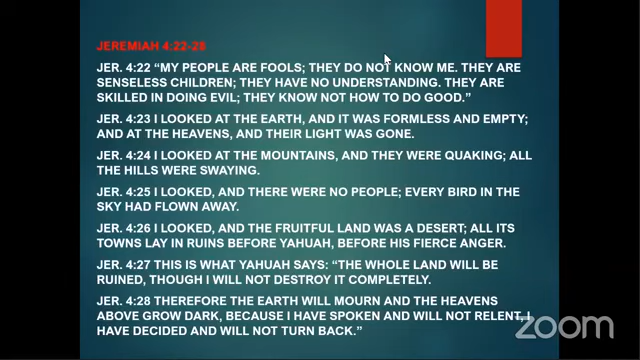 JEREMIAH 4:22-28
JER. 4:22 “MY PEOPLE ARE FOOLS; THEY DO NOT KNOW ME. THEY ARE
SENSELESS CHILDREN; THEY HAVE NO UNDERSTANDING. THEY ARE
SKILLED IN DOING EVIL; THEY KNOW NOT HOW TO DO GOOD.”
JER. 4:23 I LOOKED AT THE EARTH, AND IT WAS FORMLESS AND EMPTY;
AND AT THE HEAVENS, AND THEIR LIGHT WAS GONE.
JER. 4:24 I LOOKED AT THE MOUNTAINS, AND THEY WERE QUAKING; ALL
THE HILLS WERE SWAYING.
JER. 4:25 I LOOKED, AND THERE WERE NO PEOPLE; EVERY BIRD IN THE
SKY HAD FLOWN AWAY.
JER. 4:26 I LOOKED, AND THE FRUITFUL LAND WAS A DESERT; ALL ITS
TOWNS LAY IN RUINS BEFORE YAHUAH, BEFORE HIS FIERCE ANGER.
JER. 4:27 THIS IS WHAT YAHUAH SAYS: “THE WHOLE LAND WILL BE
RUINED, THOUGH I WILL NOT DESTROY IT COMPLETELY.
JER. 4:28 THEREFORE THE EARTH WILL MOURN AND THE HEAVENS
ABOVE GROW DARK, BECAUSE I HAVE SPOKEN AND WILL NOT RELENT, I
HAVE DECIDED AND WILL NOT TURN BACK.”
zoom